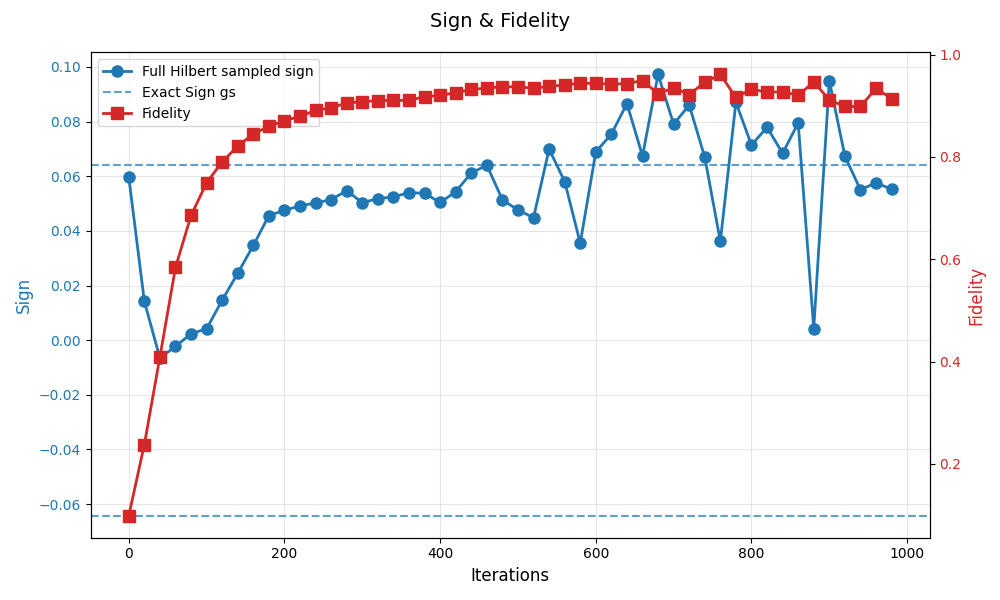 Sign & Fidelity
Full Hilbert sampled sign
Exact Sign gs
Fidelity
0.10
0.08
0.06
0.04
0.02
0.00
−0.02
−0.04
−0.06
Sign
1.0
0.8
0.6
0.4
0.2
Fidelity
0
200
400
600
800
1000
Iterations